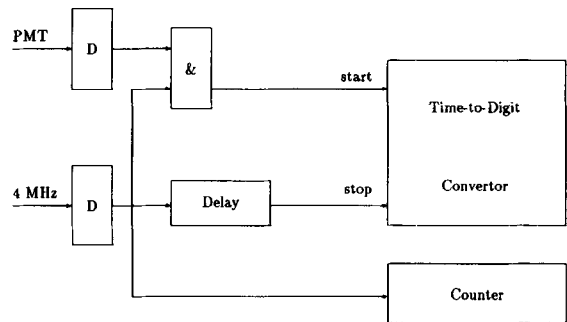 PMT
D
&
start
Time-to-Digit
4 MHz
D
Delay
stop
Convertor
Counter